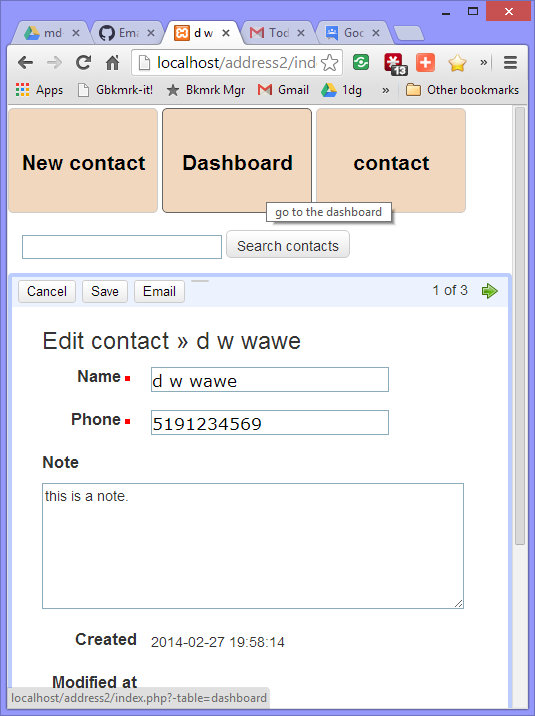 md
Ema
d w
Tod
Goo
localhost/address2/ind
13
»
Apps
Gbkmrk-it!
Bkmrk Mgr
Gmail
1dg
»
Other bookmarks
New contact
Dashboard
contact
go to the dashboard
Search contacts
Cancel
Save
Email
1 of 3
Edit contact » d w wawe
Name
d w wawe
Phone
5191234569
Note
this is a note.
Created
2014-02-27 19:58:14
Modified at
localhost/address2/index.php?-table=dashboard